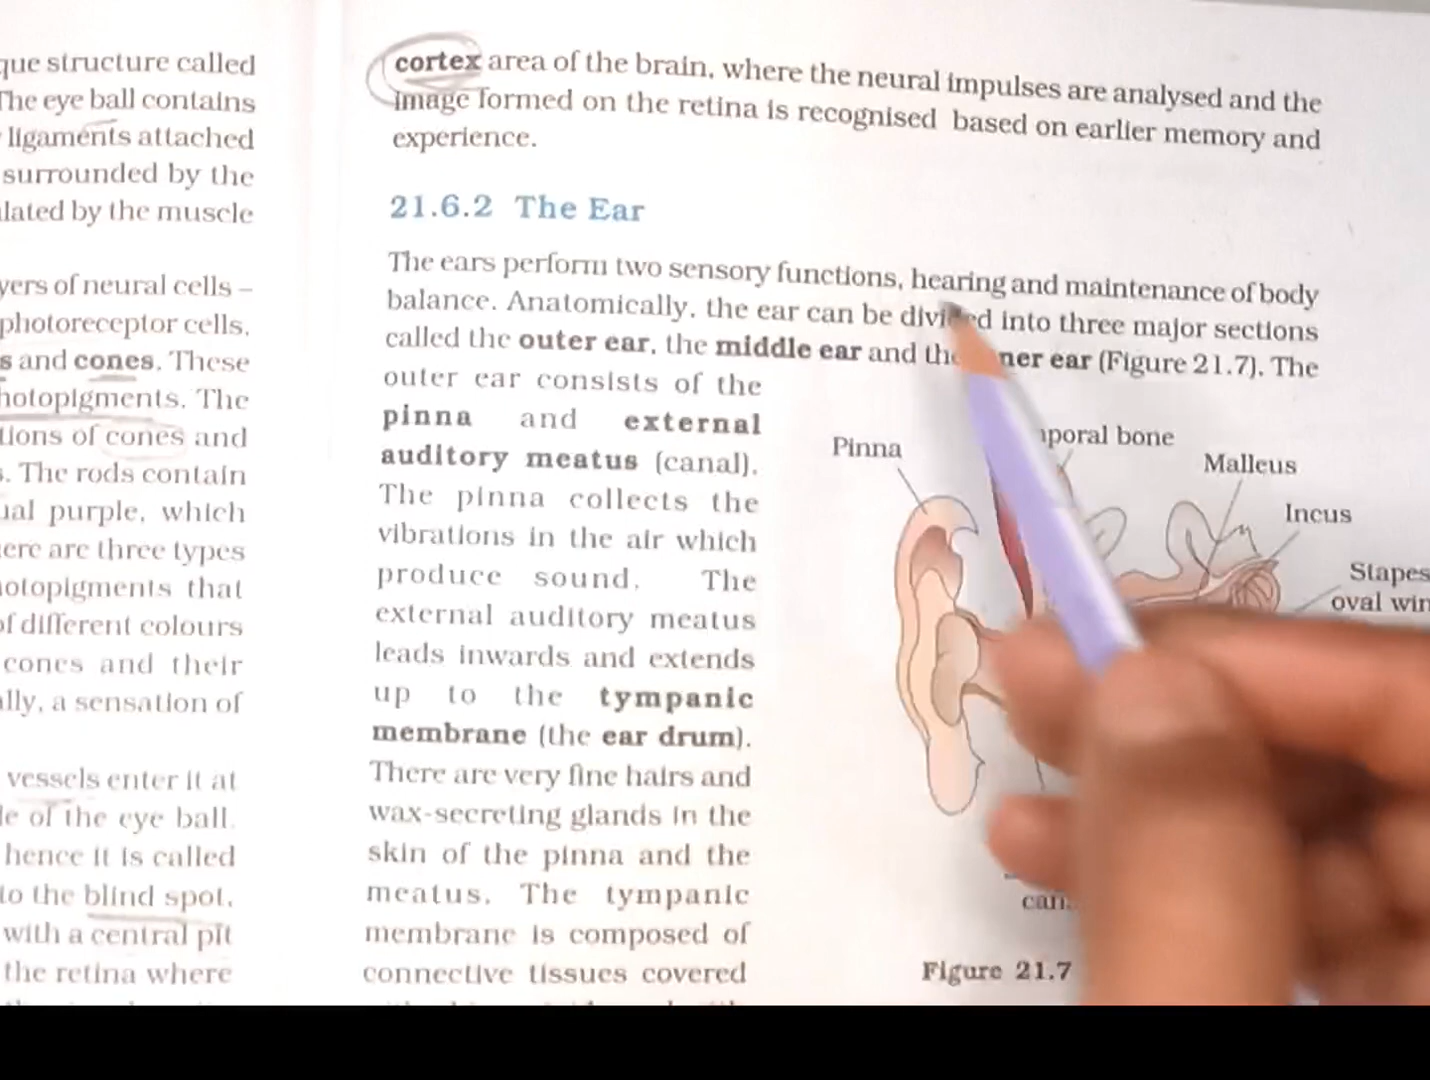 que structure called
The eye ball contains
ligaments attached
surrounded by the
lated by the muscle
yers of neural cells –
photoreceptor cells,
s and cones. These
hotopigments. The
tions of cones and
s. The rods contain
ual purple, which
ere are three types
otopigments that
of different colours
cones and their
ally, a sensation of
vessels enter it at
le of the eye ball.
hence it is called
to the blind spot,
with a central pit
the retina where
cortex area of the brain, where the neural impulses are analysed and the
image formed on the retina is recognised based on earlier memory and
experience.
21.6.2 The Ear
The ears perform two sensory functions, hearing and maintenance of body
balance. Anatomically, the ear can be divided into three major sections
called the outer ear, the middle ear and the ner ear (Figure 21.7). The
outer ear consists of the
pinna and external
auditory meatus (canal).
The pinna collects the
vibrations in the air which
produce sound. The
external auditory meatus
leads inwards and extends
up to the tympanic
membrane (the ear drum).
There are very fine hairs and
wax-secreting glands in the
skin of the pinna and the
meatus. The tympanic
membrane is composed of
connective tissues covered
Pinna
poral bone
Malleus
Incus
Stapes
oval win
can
Figure 21.7